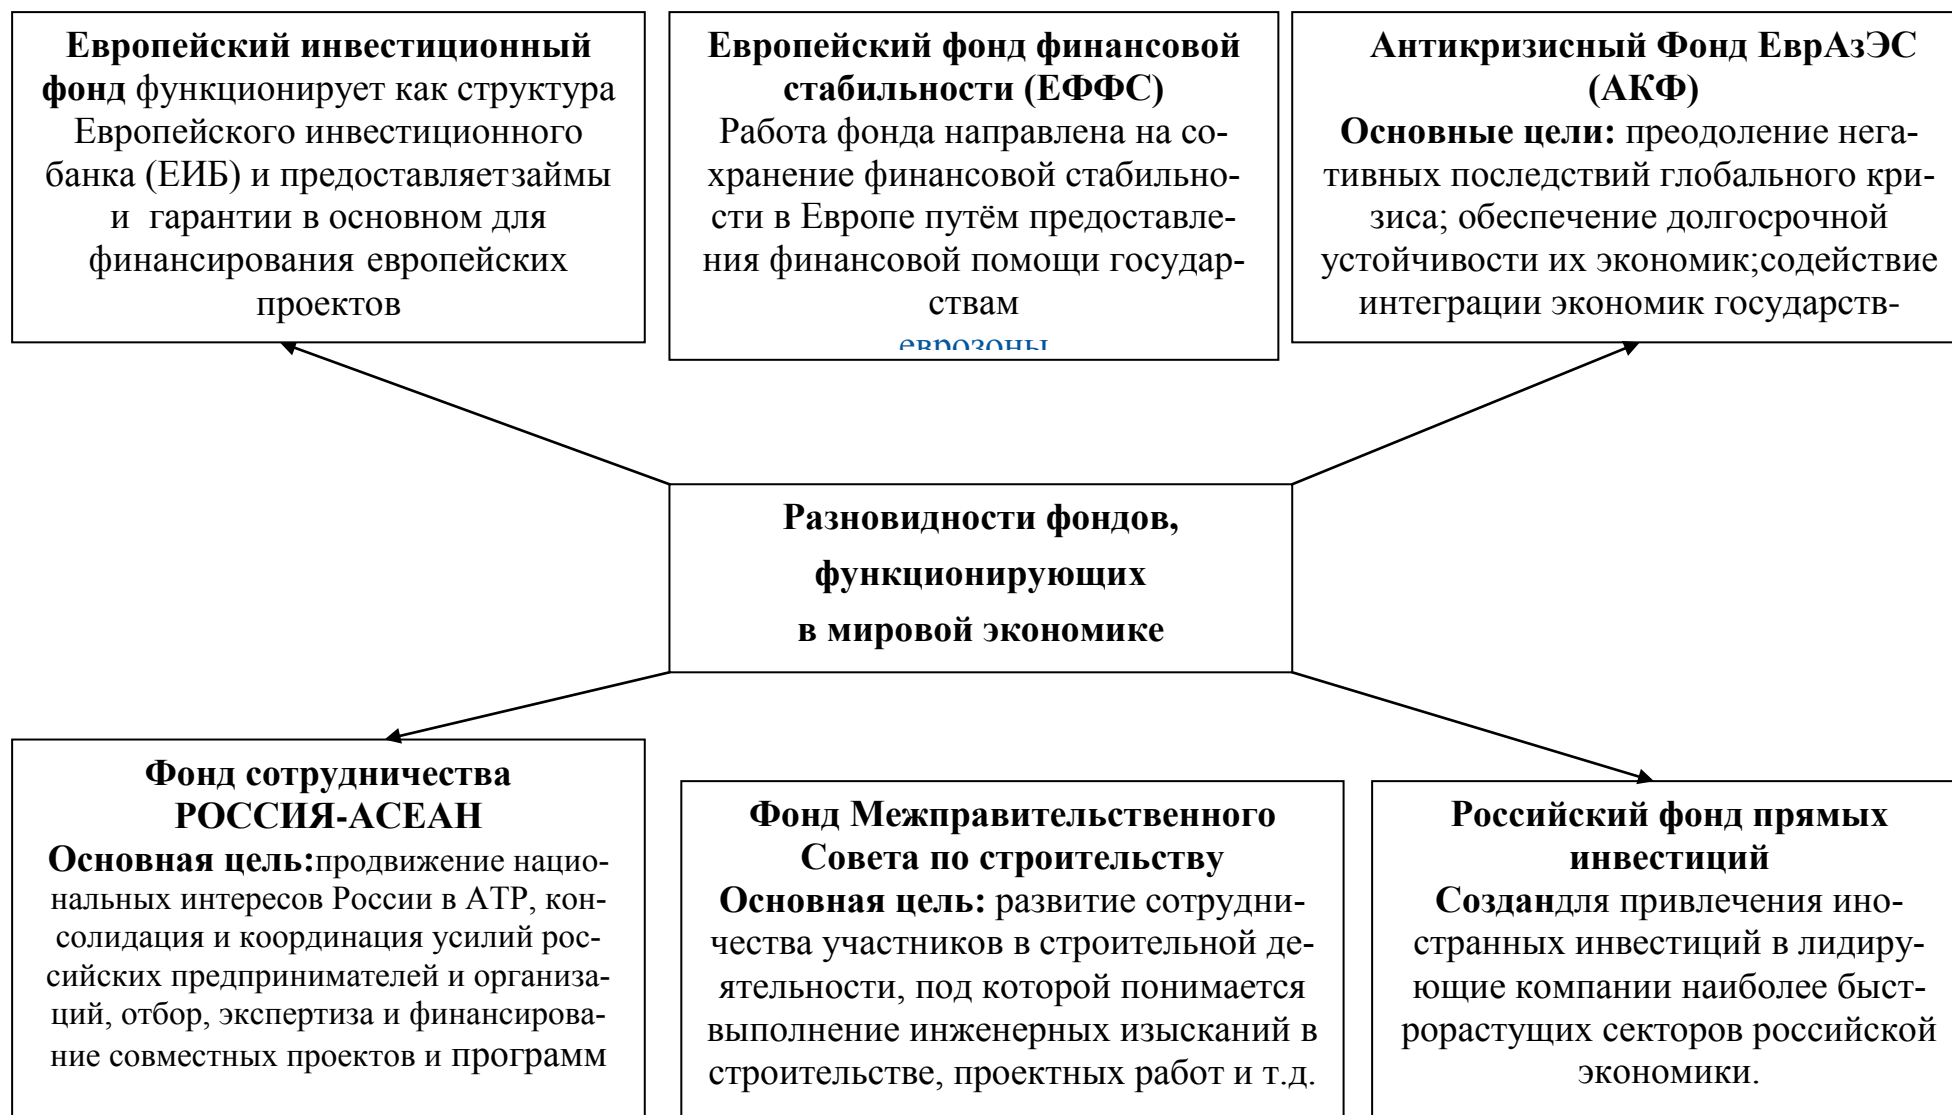 Европейский инвестиционный
фонд функционирует как структура
Европейского инвестиционного
банка (ЕИБ) и предоставляетзаймы
и гарантии в основном для
финансирования европейских
проектов
Европейский фонд финансовой
стабильности (ЕФФС)
Работа фонда направлена на со-
хранение финансовой стабильно-
сти в Европе путём предоставле-
ния финансовой помощи государ-
ствам
еврозоны
Антикризисный Фонд ЕврАзЭС
(АКФ)
Основные цели: преодоление нега-
тивных последствий глобального кри-
зиса; обеспечение долгосрочной
устойчивости их экономик;содействие
интеграции экономик государств-
Разновидности фондов,
функционирующих
в мировой экономике
Фонд сотрудничества
РОССИЯ-АСЕАН
Основная цель:продвижение нацио-
нальных интересов России в АТР, кон-
солидация и координация усилий рос-
сийских предпринимателей и организа-
ций, отбор, экспертиза и финансирова-
ние совместных проектов и программ
Фонд Межправительственного
Совета по строительству
Основная цель: развитие сотрудни-
чества участников в строительной де-
ятельности, под которой понимается
выполнение инженерных изысканий в
строительстве, проектных работ и т.д.
Российский фонд прямых
инвестиций
Создандля привлечения ино-
странных инвестиций в лидиру-
ющие компании наиболее быст-
рорастущих секторов российской
экономики.